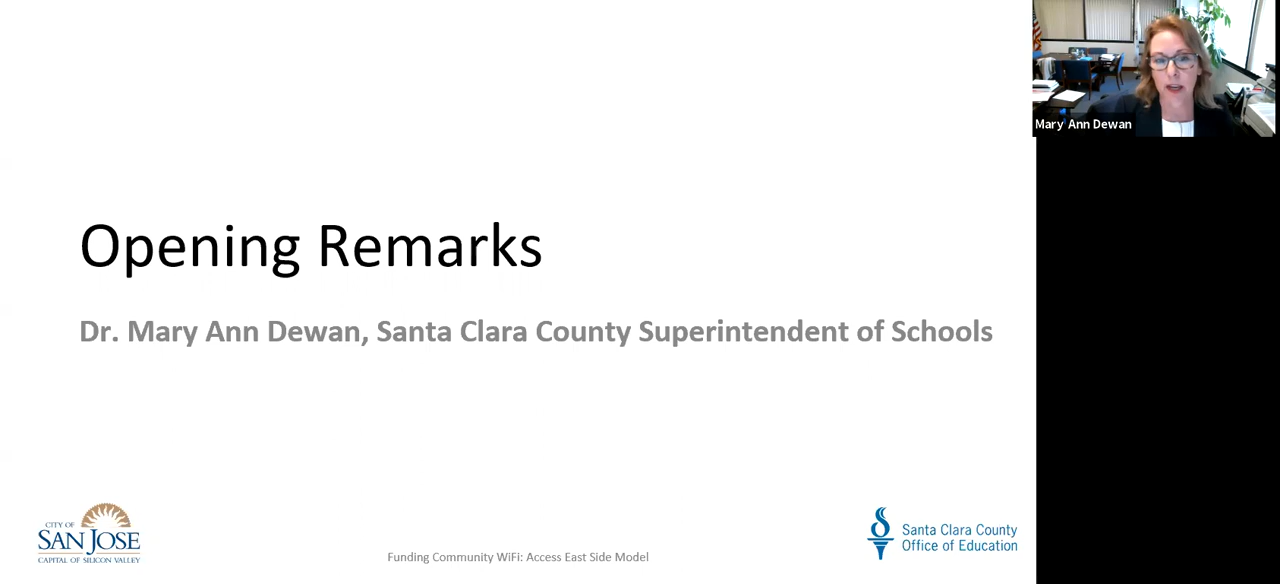 Mary Ann Dewan
Opening Remarks
Dr. Mary Ann Dewan, Santa Clara County Superintendent of Schools
CITY OF
SAN JOSE
CAPITAL OF SILICON VALLEY
Funding Community WiFi: Access East Side Model
Santa Clara County
Office of Education